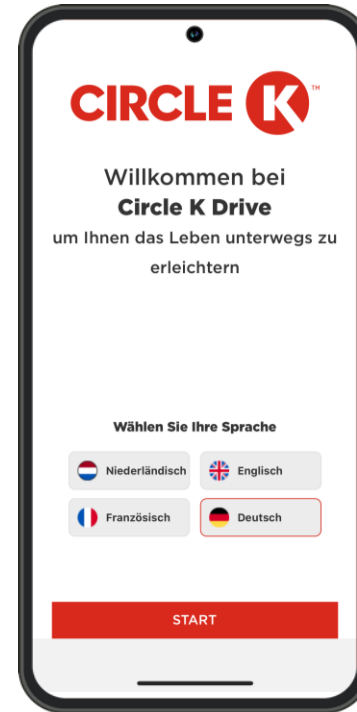 CIRCLE K™
Willkommen bei
Circle K Drive
um Ihnen das Leben unterwegs zu
erleichtern
Wählen Sie Ihre Sprache
Niederländisch
Englisch
Französisch
Deutsch
START